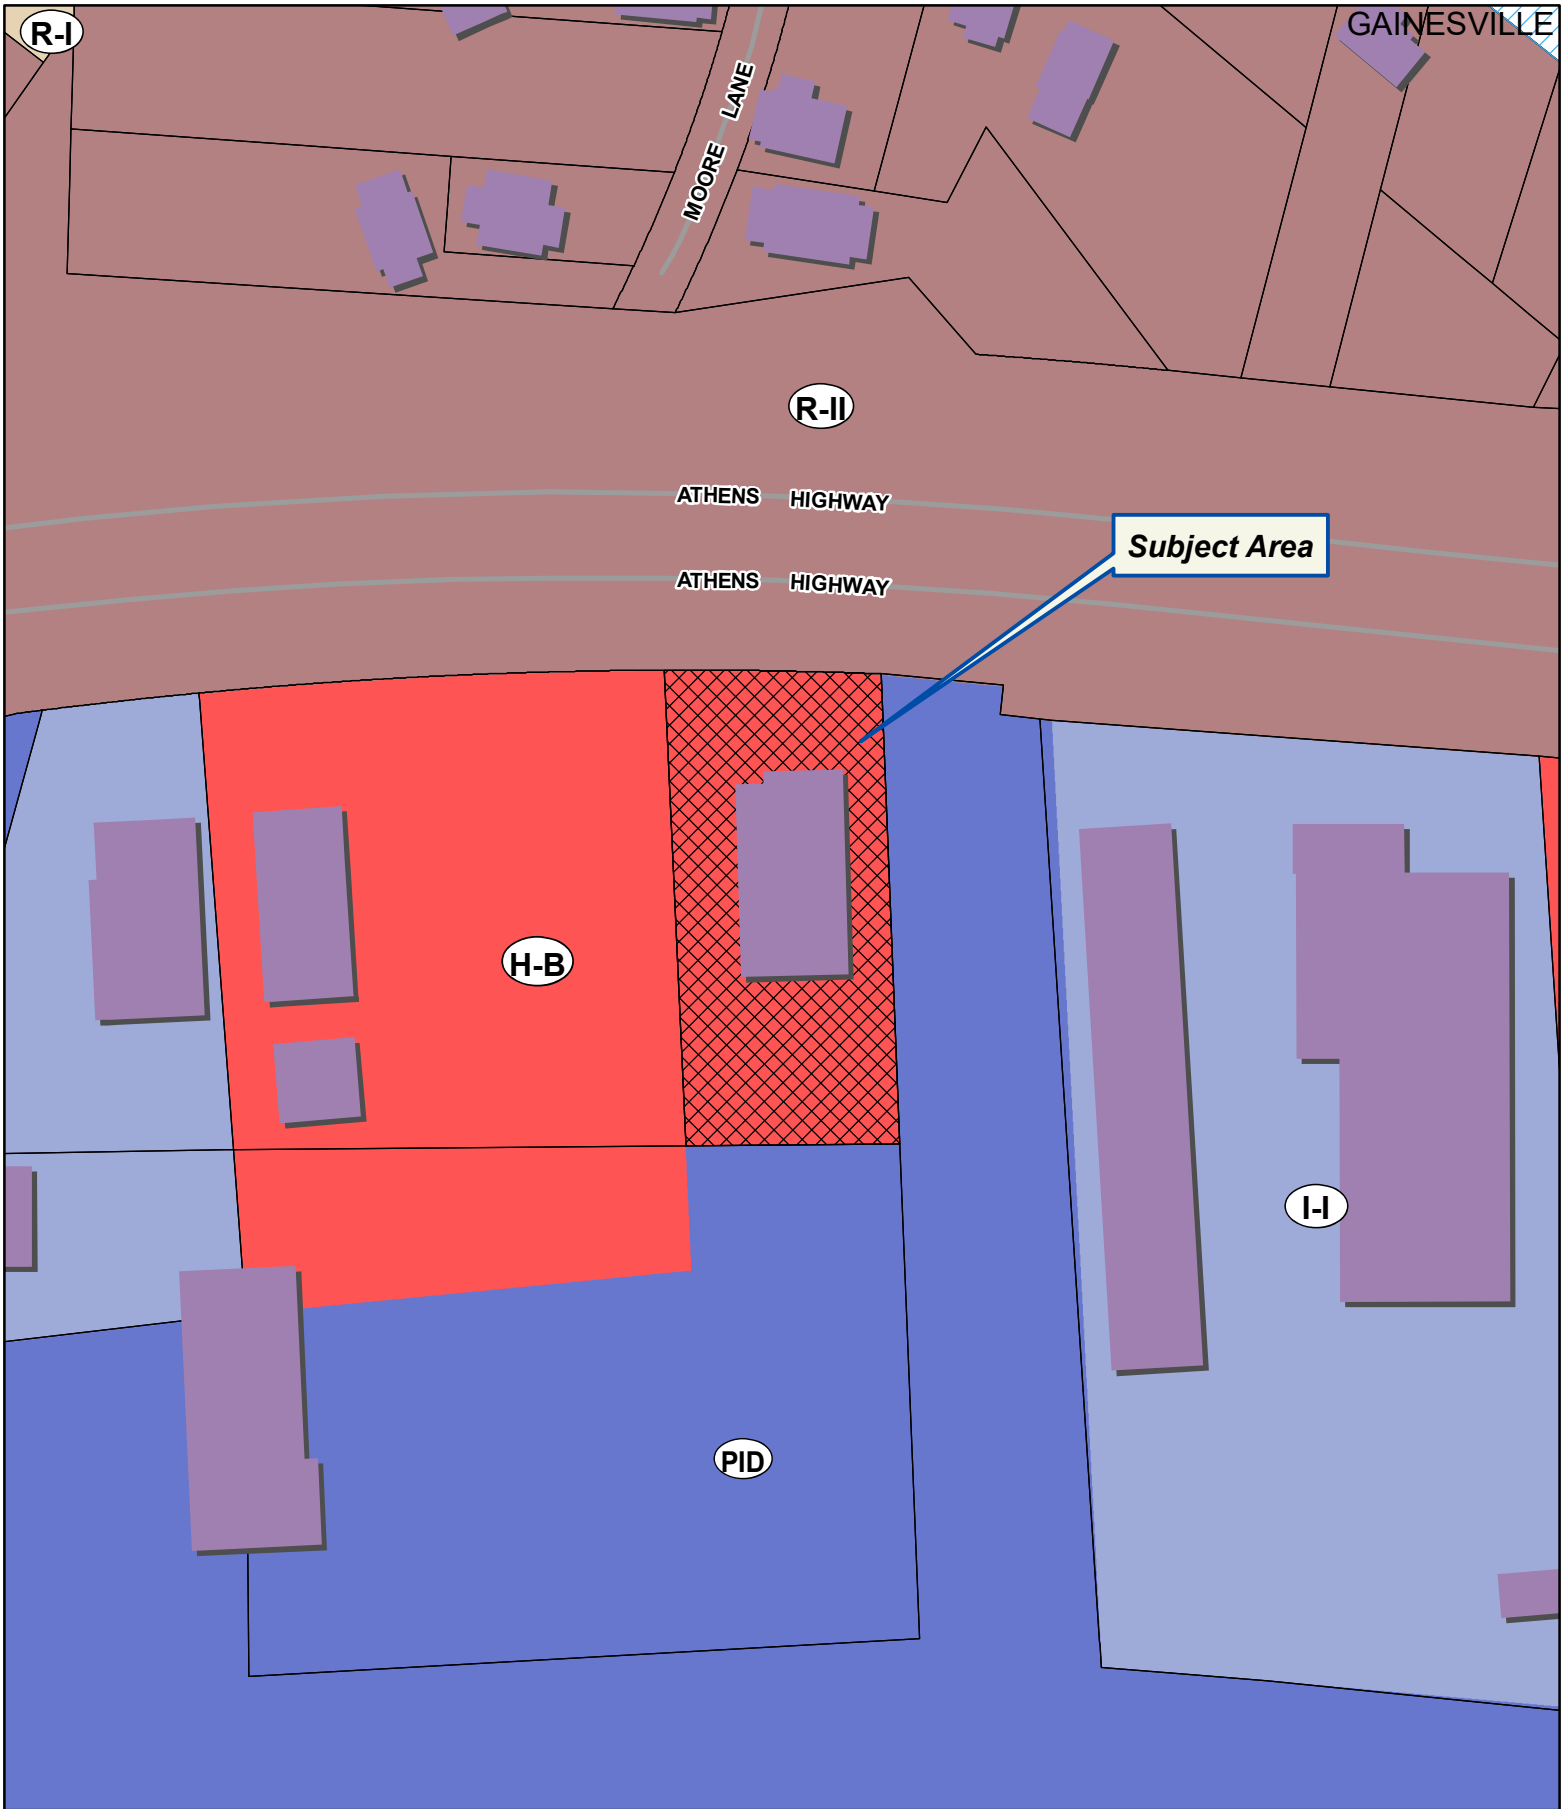 GAINESVILLE
R-I
MOORE LANE
R-II
ATHENS HIGHWAY
Subject Area
ATHENS HIGHWAY
H-B
I-I
PID